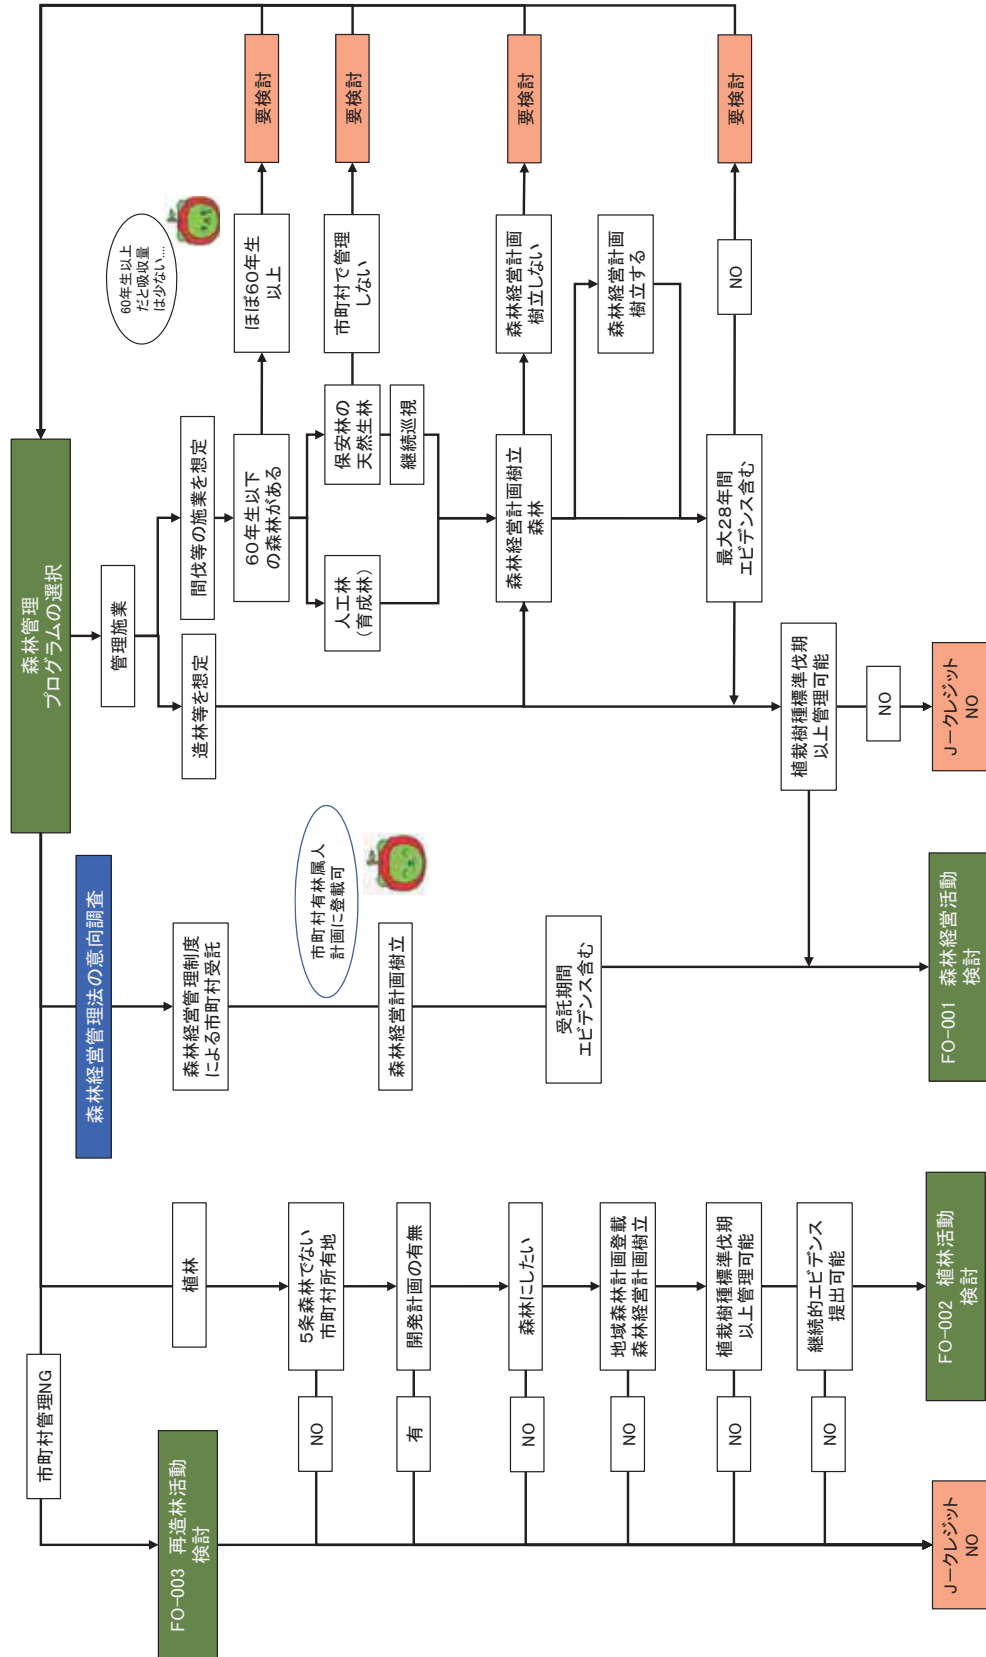 森林管理
プログラムの選択
市町村管理NG
FO-003 再造林活動
検討
植林
5条森林でない
市町村所有地
NO
開発計画の有無
有
森林にしたい
NO
地域森林計画登載
森林経営計画樹立
NO
植栽樹種標準伐期
以上管理可能
NO
継続的エビデンス
提出可能
NO
FO-002 植林活動
検討
J-クレジット
NO
森林経営管理法の意向調査
森林経営管理制度
による市町村受託
市町村有林属人
計画に登載可
森林経営計画樹立
受託期間
エビデンス含む
FO-001 森林経営活動
検討
管理施業
造林等を想定
間伐等の施業を想定
60年生以下
の森林がある
ほぼ60年生
以上
60年生以上
だと吸収量
は少ない…
要検討
人工林
(育成林)
保安林の
天然生林
継続巡視
市町村で管理
しない
要検討
森林経営計画樹立
森林
森林経営計画
樹立しない
要検討
森林経営計画
樹立する
最大28年間
エビデンス含む
NO
要検討
植栽樹種標準伐期
以上管理可能
NO
J-クレジット
NO